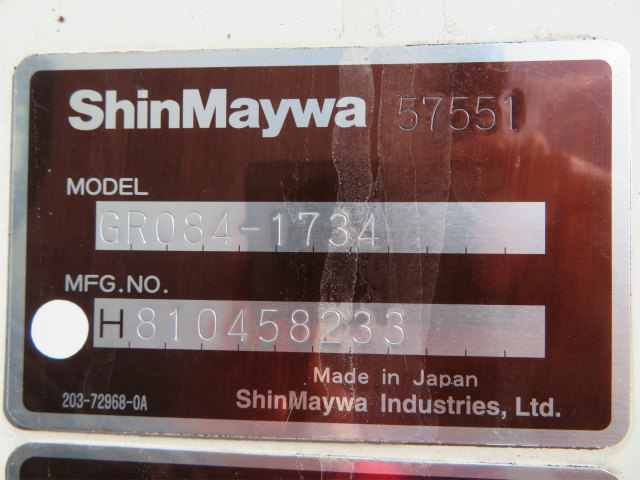 ShinMaywa 57551
MODEL
GR084-1734
MFG.NO.
H810458233
Made in Japan
203-72968-0A ShinMaywa Industries, Ltd.